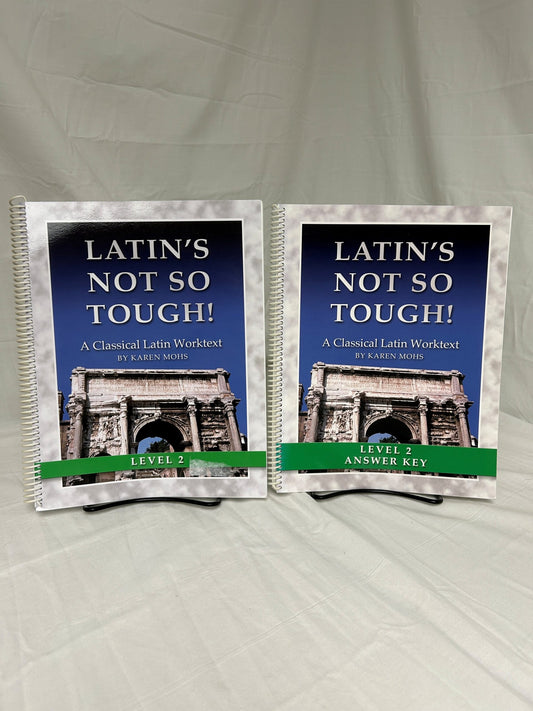 LATIN'S
NOT SO
TOUGH!
A Classical Latin Worktext
BY KAREN MOHS
LEVEL 2
LATIN'S
NOT SO
TOUGH!
A Classical Latin Worktext
BY KAREN MOHS
LEVEL 2
ANSWER KEY